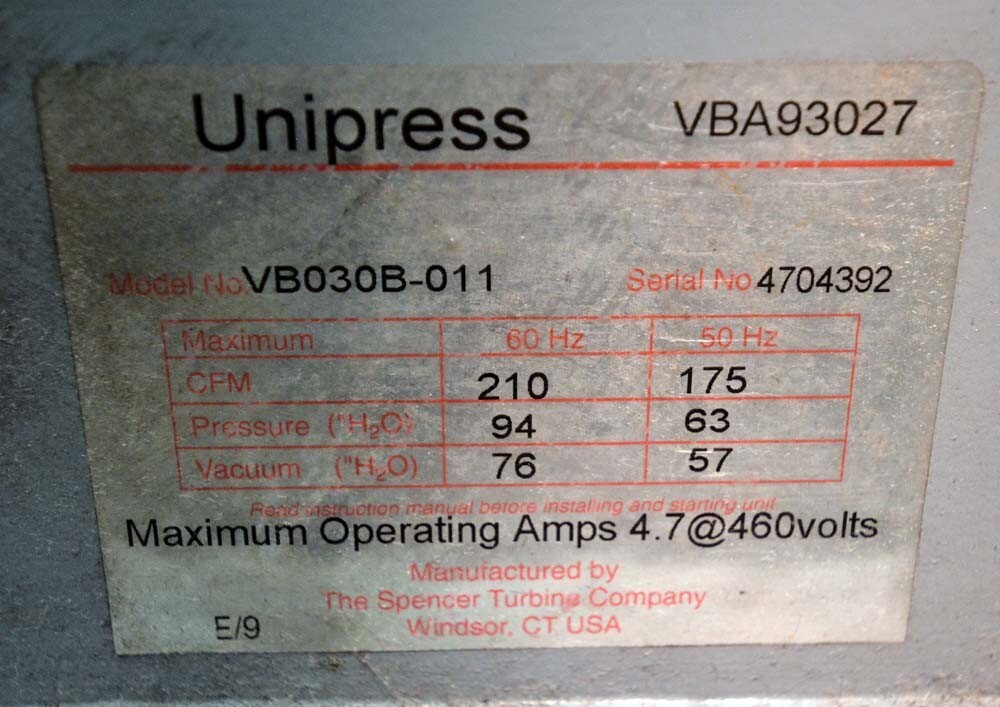 Unipress VBA93027
Model No. VB030B-011 Serial No 4704392
Maximum 60 Hz 50 Hz
CFM 210 175
Pressure ("H₂O) 94 63
Vacuum ("H₂O) 76 57
Read instruction manual before installing and starting unit
Maximum Operating Amps 4.7@460volts
Manufactured by
The Spencer Turbine Company
Windsor, CT USA
E/9